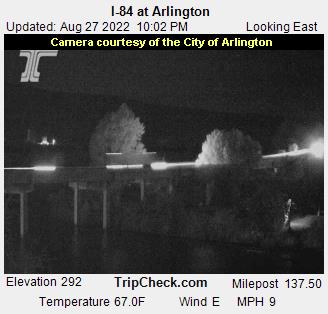 I-84 at Arlington
Updated: Aug 27 2022 10:02 PM Looking East
Camera courtesy of the City of Arlington
Elevation 292 TripCheck.com Milepost 137.50
Temperature 67.0F Wind E MPH 9